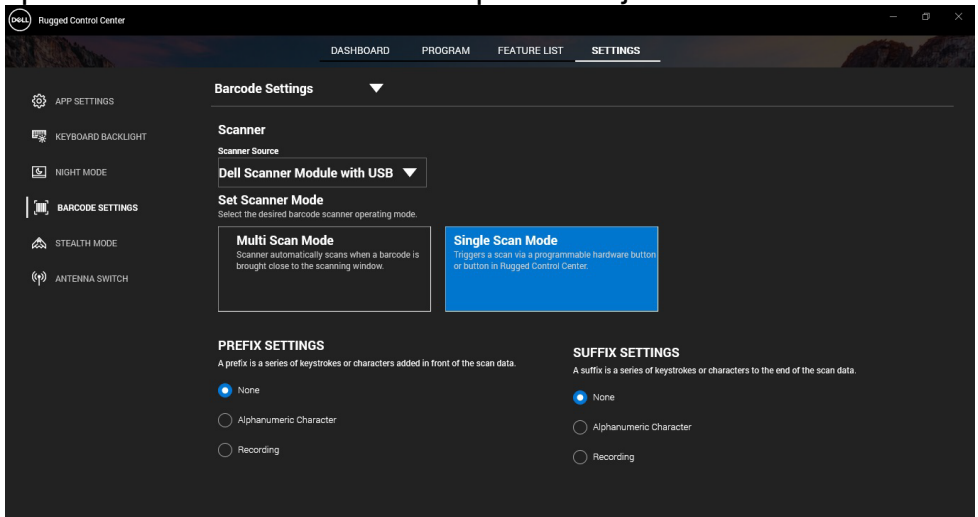 DELL
Rugged Control Center
DASHBOARD PROGRAM FEATURE LIST SETTINGS
APP SETTINGS
KEYBOARD BACKLIGHT
NIGHT MODE
BARCODE SETTINGS
STEALTH MODE
ANTENNA SWITCH
Barcode Settings
Scanner
Scanner Source
Dell Scanner Module with USB
Set Scanner Mode
Select the desired barcode scanner operating mode.
Multi Scan Mode
Scanner automatically scans when a barcode is
brought close to the scanning window.
Single Scan Mode
Triggers a scan via a programmable hardware button
or button in Rugged Control Center.
PREFIX SETTINGS
A prefix is a series of keystrokes or characters added in front of the scan data.
None
Alphanumeric Character
Recording
SUFFIX SETTINGS
A suffix is a series of keystrokes or characters to the end of the scan data.
None
Alphanumeric Character
Recording